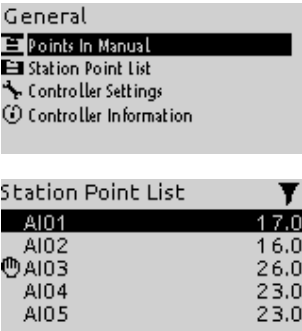 General
Points In Manual
Station Point List
Controller Settings
Controller Information
Station Point List
AI01 17.0
AI02 16.0
AI03 26.0
AI04 23.0
AI05 23.0